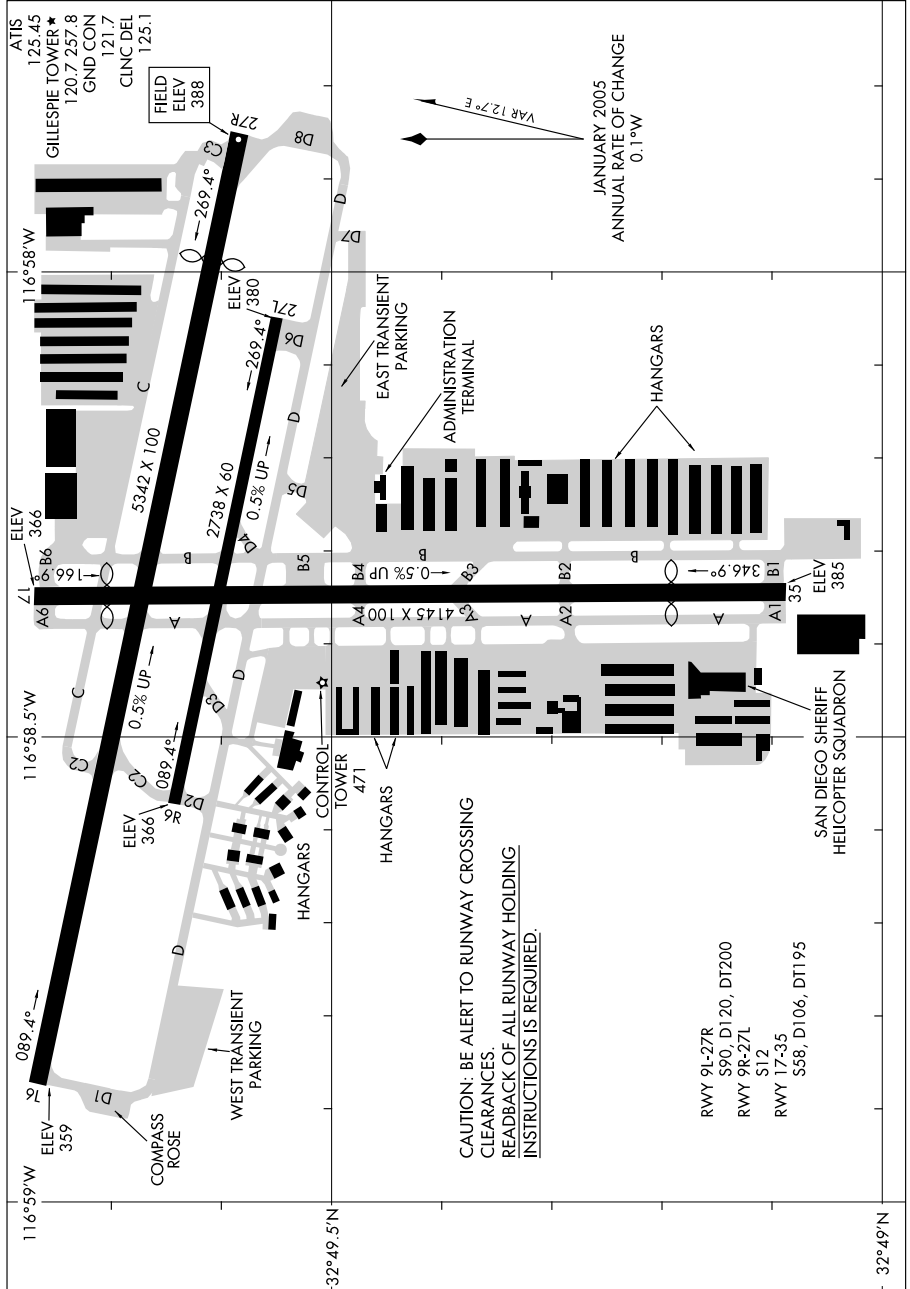 ATIS
125.45
GILLESPIE TOWER★
120.7 257.8
GND CON
121.7
CLNC DEL
125.1
FIELD
ELEV
388
27R
C3
D8
269.4°
D
D7
VAR 12.7° E
JANUARY 2005
ANNUAL RATE OF CHANGE
0.1°W
116°58'W
ELEV
380
27L
269.4°
D6
C
EAST TRANSIENT
PARKING
ADMINISTRATION
TERMINAL
HANGARS
5342 X 100
2738 X 60
0.5% UP
D
D5
D4
ELEV
366
B6
166.9°
B
B5
B4
0.5% UP
B
B3
B2
B
346.9°
B1
17
35
ELEV
385
A6
A
A4
4145 X 100
A3
A
A2
A
A1
0.5% UP
C
D
D3
116°58.5'W
C2
C2
089.4°
9R
D2
ELEV
366
CONTROL
TOWER
471
HANGARS
HANGARS
SAN DIEGO SHERIFF
HELICOPTER SQUADRON
D
089.4°
9L
D1
ELEV
359
COMPASS
ROSE
WEST TRANSIENT
PARKING
CAUTION: BE ALERT TO RUNWAY CROSSING
CLEARANCES.
READBACK OF ALL RUNWAY HOLDING
INSTRUCTIONS IS REQUIRED.
RWY 9L-27R
S90, D120, DT200
RWY 9R-27L
S12
RWY 17-35
S58, D106, DT195
116°59'W
32°49.5'N
32°49'N